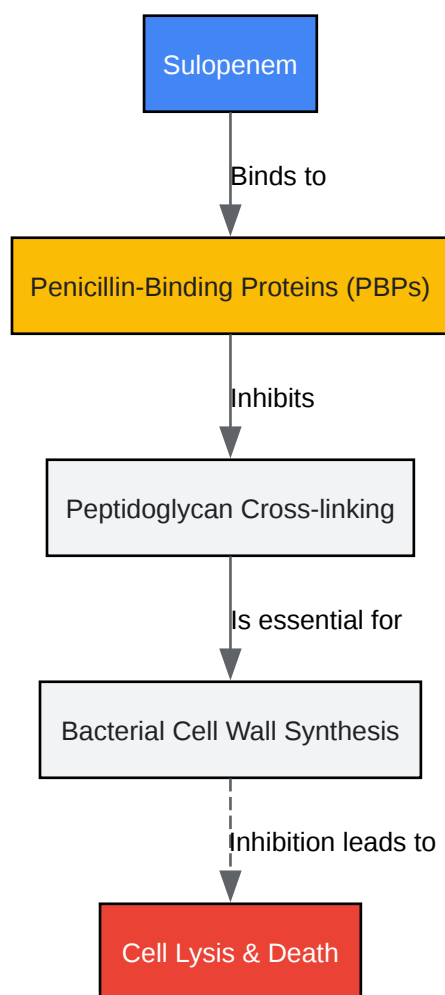 Sulopenem
Binds to
Penicillin-Binding Proteins (PBPs)
Inhibits
Peptidoglycan Cross-linking
Is essential for
Bacterial Cell Wall Synthesis
Inhibition leads to
Cell Lysis & Death